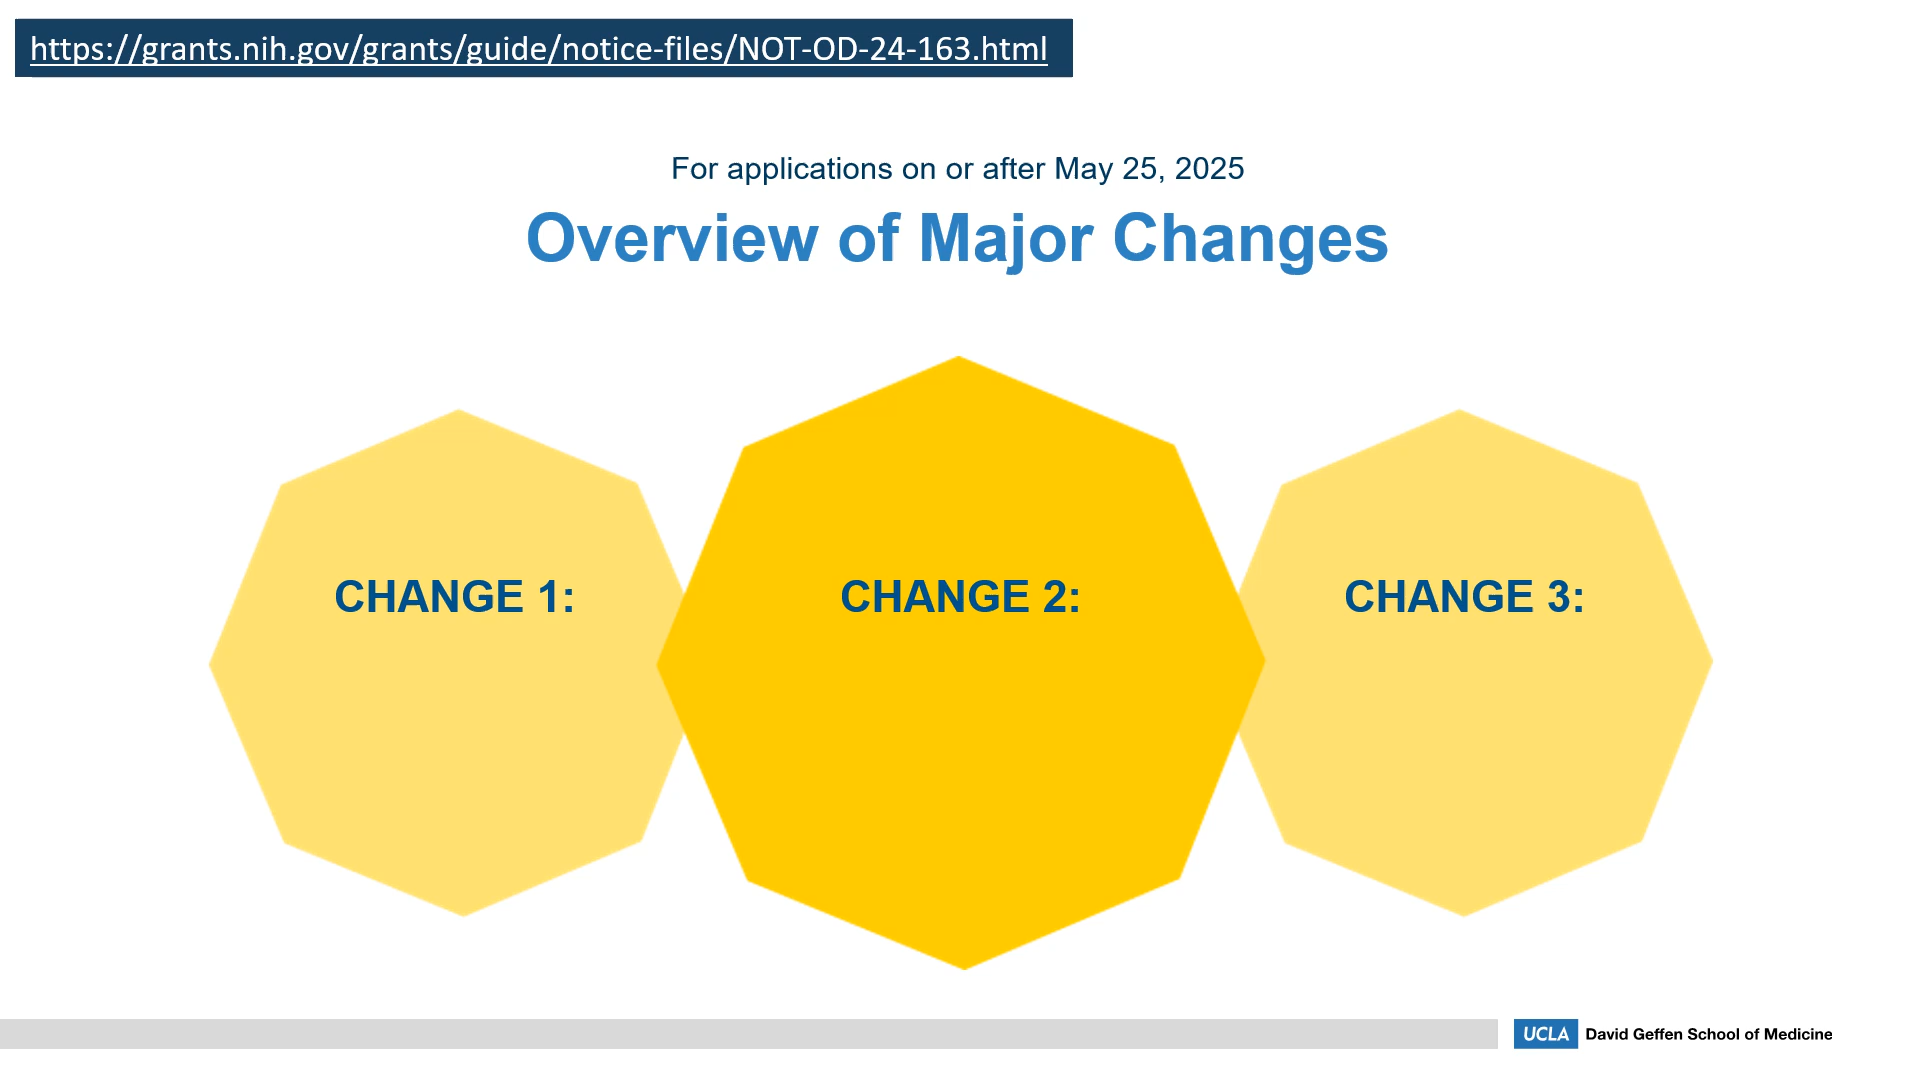 https://grants.nih.gov/grants/guide/notice-files/NOT-OD-24-163.html
For applications on or after May 25, 2025
Overview of Major Changes
CHANGE 1:
CHANGE 2:
CHANGE 3:
UCLA David Geffen School of Medicine